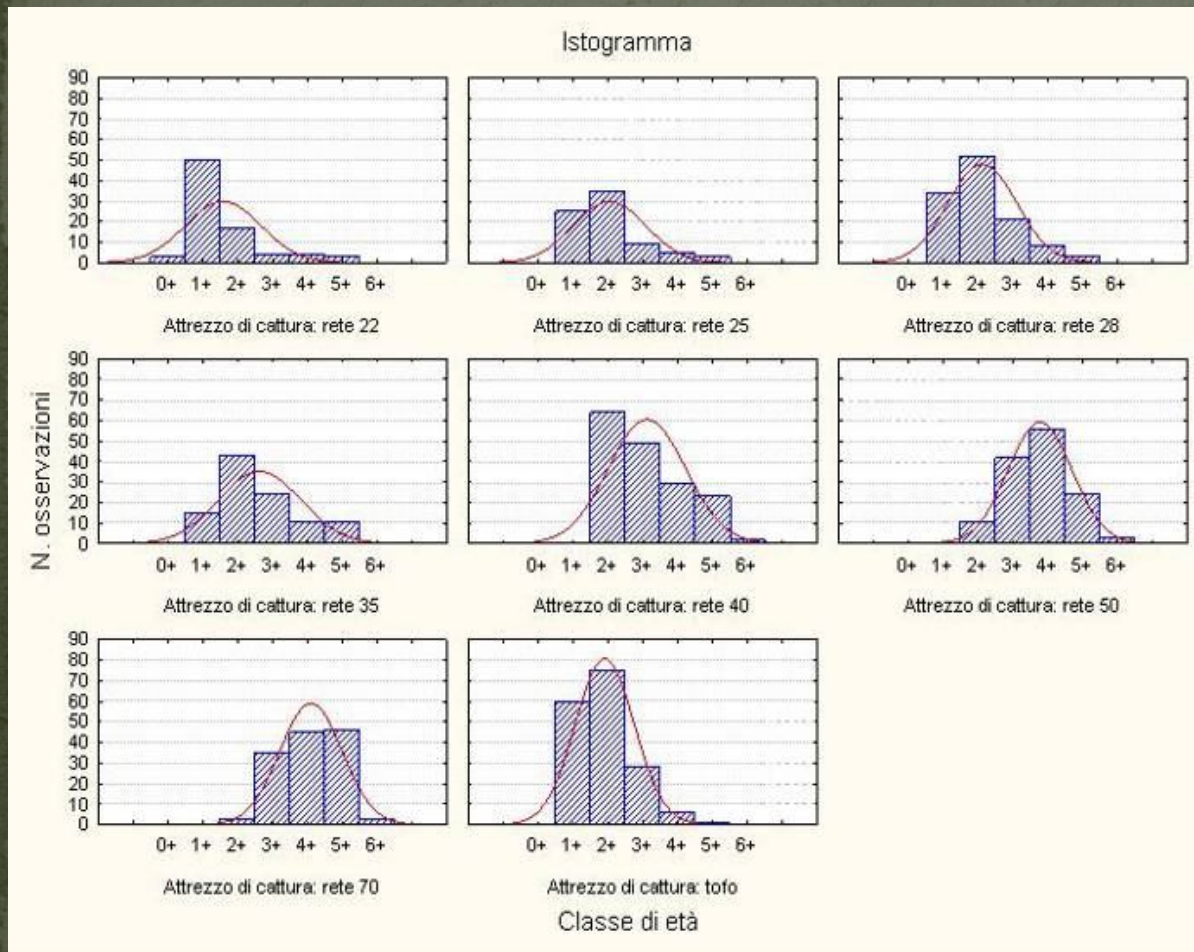 Istogramma
90
80
70
60
50
40
30
20
10
0
0+ 1+ 2+ 3+ 4+ 5+ 6+
Attrezzo di cattura: rete 22
0+ 1+ 2+ 3+ 4+ 5+ 6+
Attrezzo di cattura: rete 25
0+ 1+ 2+ 3+ 4+ 5+ 6+
Attrezzo di cattura: rete 28
N. osservazioni
90
80
70
60
50
40
30
20
10
0
0+ 1+ 2+ 3+ 4+ 5+ 6+
Attrezzo di cattura: rete 35
0+ 1+ 2+ 3+ 4+ 5+ 6+
Attrezzo di cattura: rete 40
0+ 1+ 2+ 3+ 4+ 5+ 6+
Attrezzo di cattura: rete 50
90
80
70
60
50
40
30
20
10
0
0+ 1+ 2+ 3+ 4+ 5+ 6+
Attrezzo di cattura: rete 70
0+ 1+ 2+ 3+ 4+ 5+ 6+
Attrezzo di cattura: tofo
Classe di età